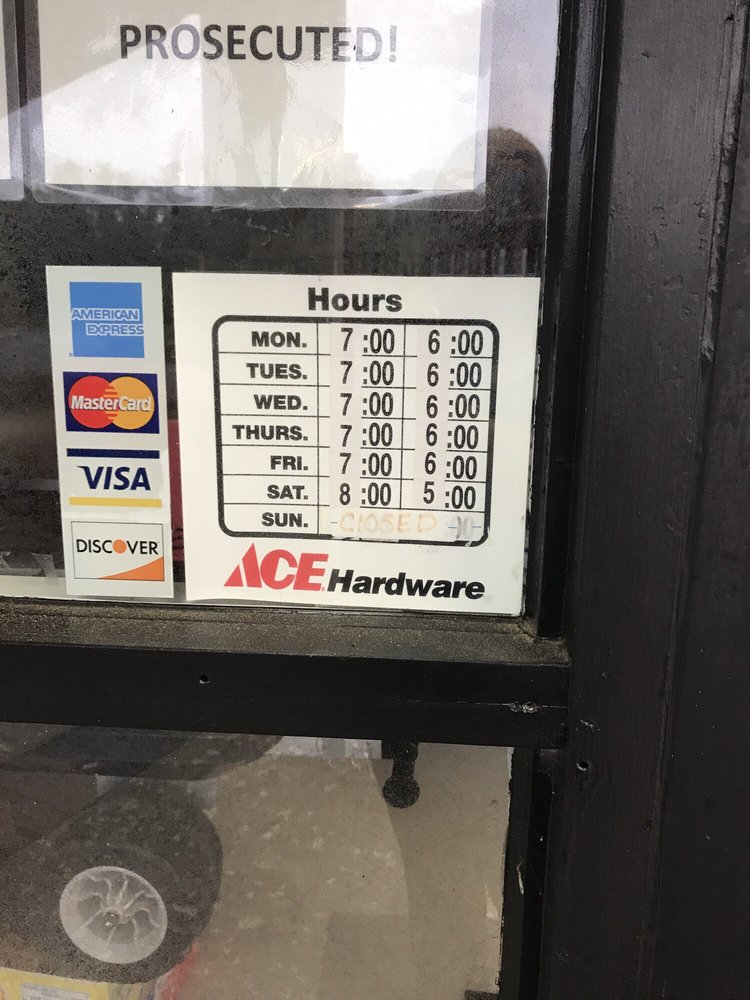 PROSECUTED!
AMERICAN
EXPRESS
MasterCard
VISA
DISCOVER
Hours
MON. 7:00 6:00
TUES. 7:00 6:00
WED. 7:00 6:00
THURS. 7:00 6:00
FRI. 7:00 6:00
SAT. 8:00 5:00
SUN. CLOSED
ACE Hardware